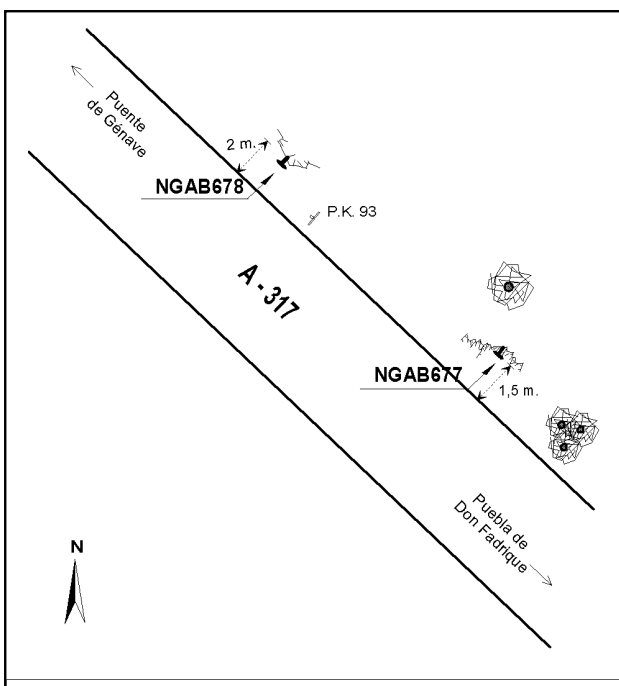 Puente
de Génave
2 m.
NGAB678
P.K. 93
A - 317
NGAB677
1,5 m.
Puebla de
Don Fadrique
N